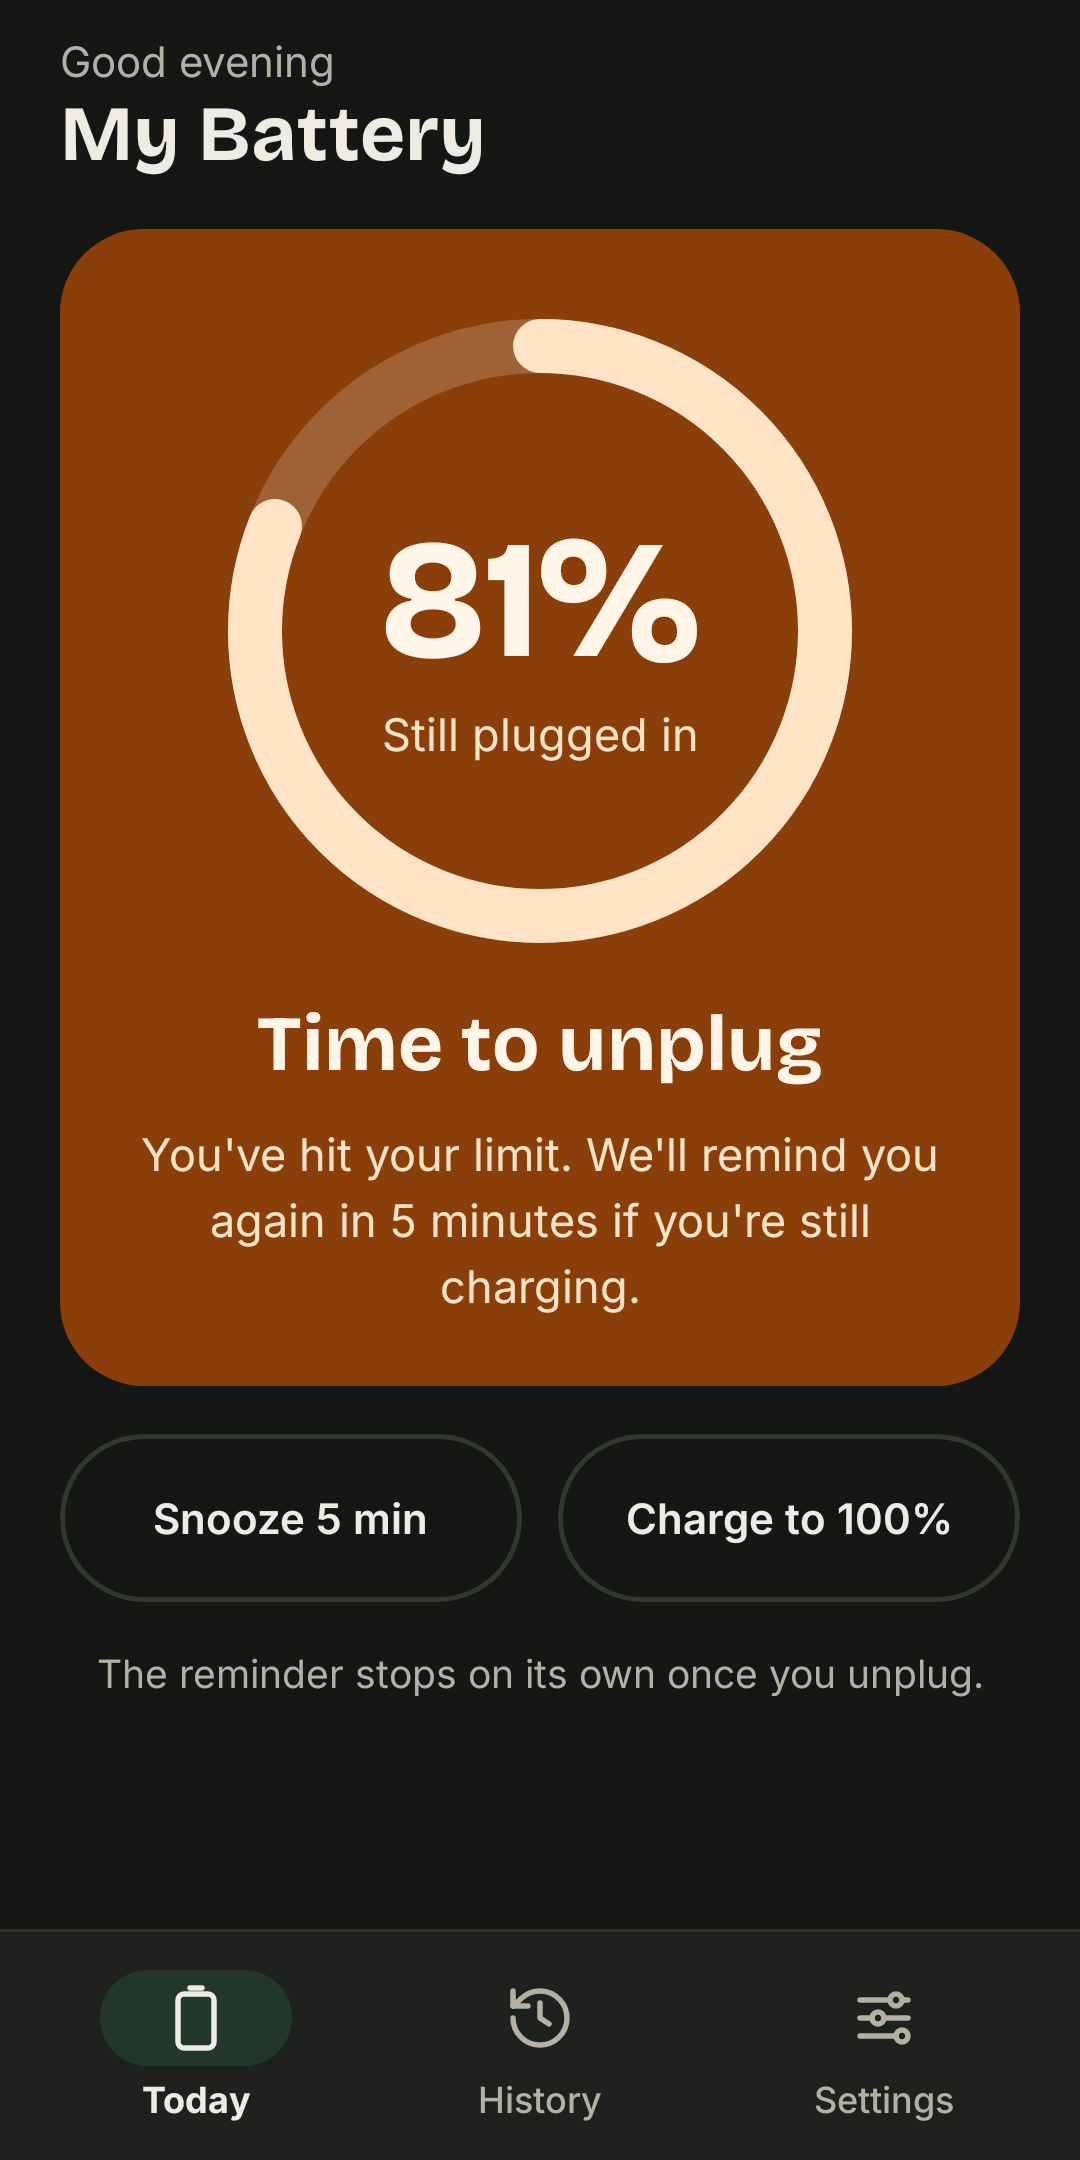 Good evening
My Battery
81%
Still plugged in
Time to unplug
You've hit your limit. We'll remind you
again in 5 minutes if you're still
charging.
Snooze 5 min
Charge to 100%
The reminder stops on its own once you unplug.
Today
History
Settings